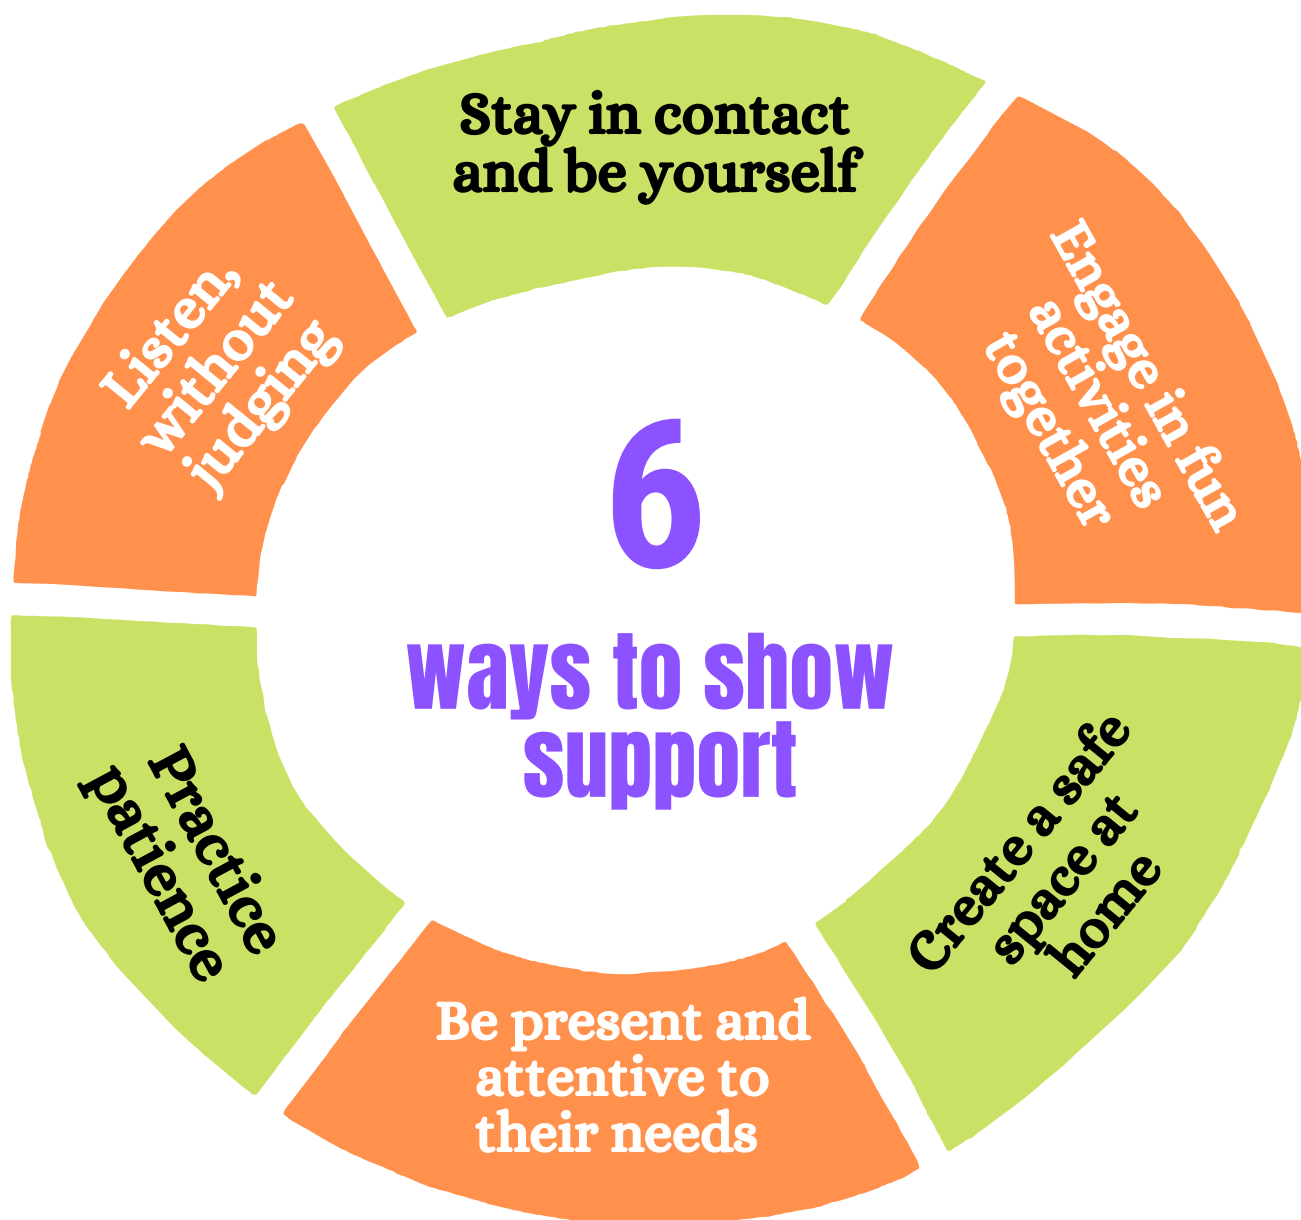 6
ways to show
support
Stay in contact
and be yourself
Engage in fun
activities
together
Create a safe
space at
home
Be present and
attentive to
their needs
Practice
patience
Listen,
without
judging